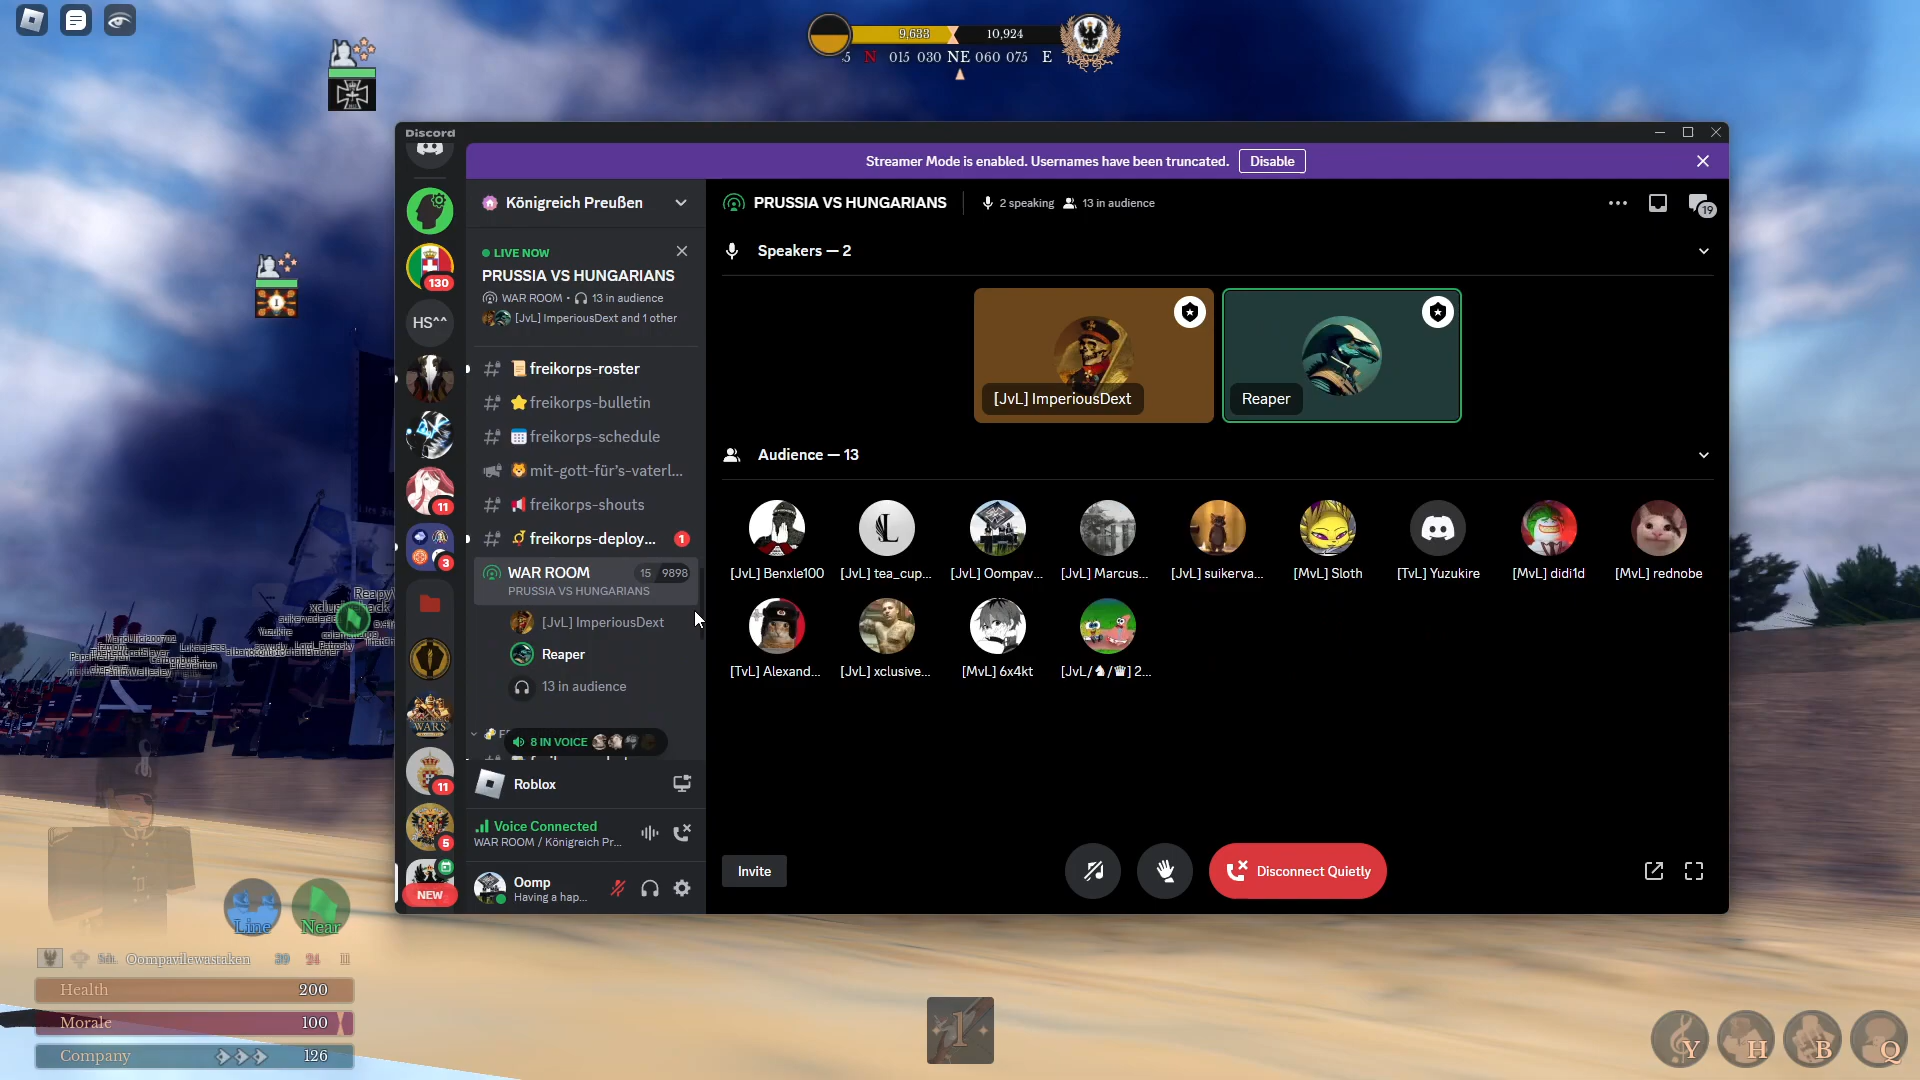 9,633
10,924
N 015 030 NE 060 075 E
Discord
Streamer Mode is enabled. Usernames have been truncated.
Disable
Königreich Preußen
LIVE NOW
PRUSSIA VS HUNGARIANS
WAR ROOM • 13 in audience
[JvL] ImperiousDext and 1 other
130
HS^^
11
3
11
5
NEW
freikorps-roster
freikorps-bulletin
freikorps-schedule
mit-gott-für's-vaterl...
freikorps-shouts
freikorps-deploy...
1
WAR ROOM
15 9898
PRUSSIA VS HUNGARIANS
[JvL] ImperiousDext
Reaper
13 in audience
8 IN VOICE
Roblox
Voice Connected
WAR ROOM / Königreich Pr...
Oomp
Having a hap...
PRUSSIA VS HUNGARIANS
2 speaking
13 in audience
19
Speakers — 2
[JvL] ImperiousDext
Reaper
Audience — 13
[JvL] Benxle100
[JvL] tea_cup...
[JvL] Oompav...
[JvL] Marcus...
[JvL] suikerva...
[MvL] Sloth
[TvL] Yuzukire
[MvL] didi1d
[MvL] rednobe
[TvL] Alexand...
[JvL] xclusive...
[MvL] 6x4kt
[JvL/♞/♛] 2...
Invite
Disconnect Quietly
Yuzukire
Line
Near
Oompavilewastaken
39
24
Health
200
Morale
100
Company
126
1
Y
H
B
Q